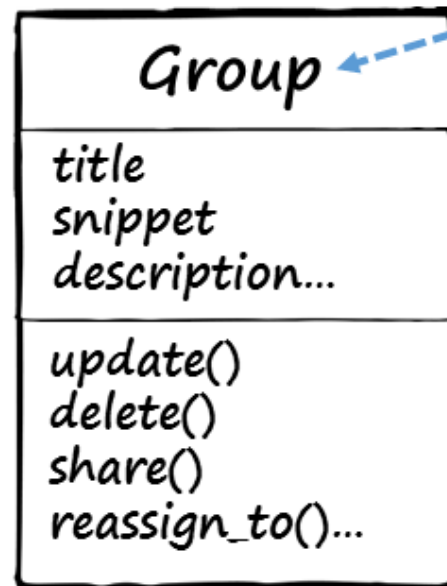 Group
title
snippet
description...
update()
delete()
share()
reassign_to()...